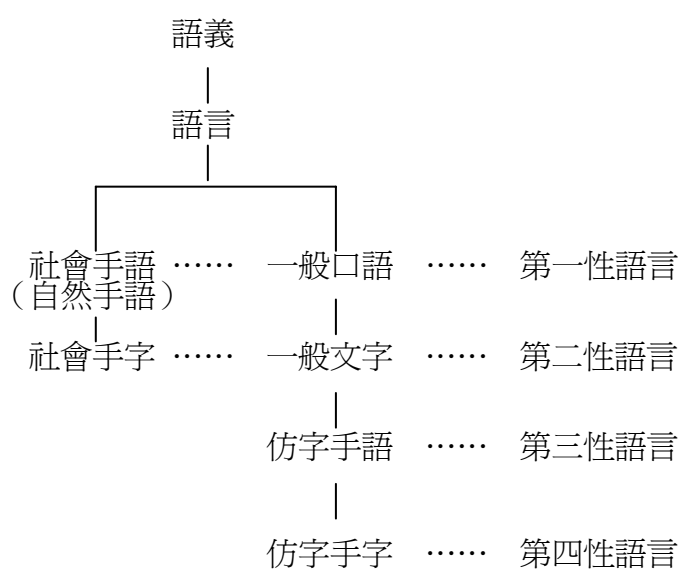 語義
語言
社會手語 …… 一般口語 …… 第一性語言
（自然手語）
社會手字 …… 一般文字 …… 第二性語言
仿字手語 …… 第三性語言
仿字手字 …… 第四性語言